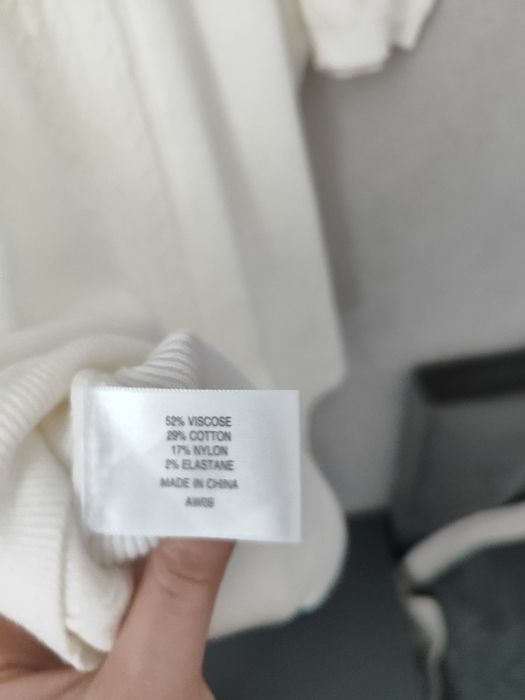 52% VISCOSE
29% COTTON
17% NYLON
2% ELASTANE
MADE IN CHINA
AW09